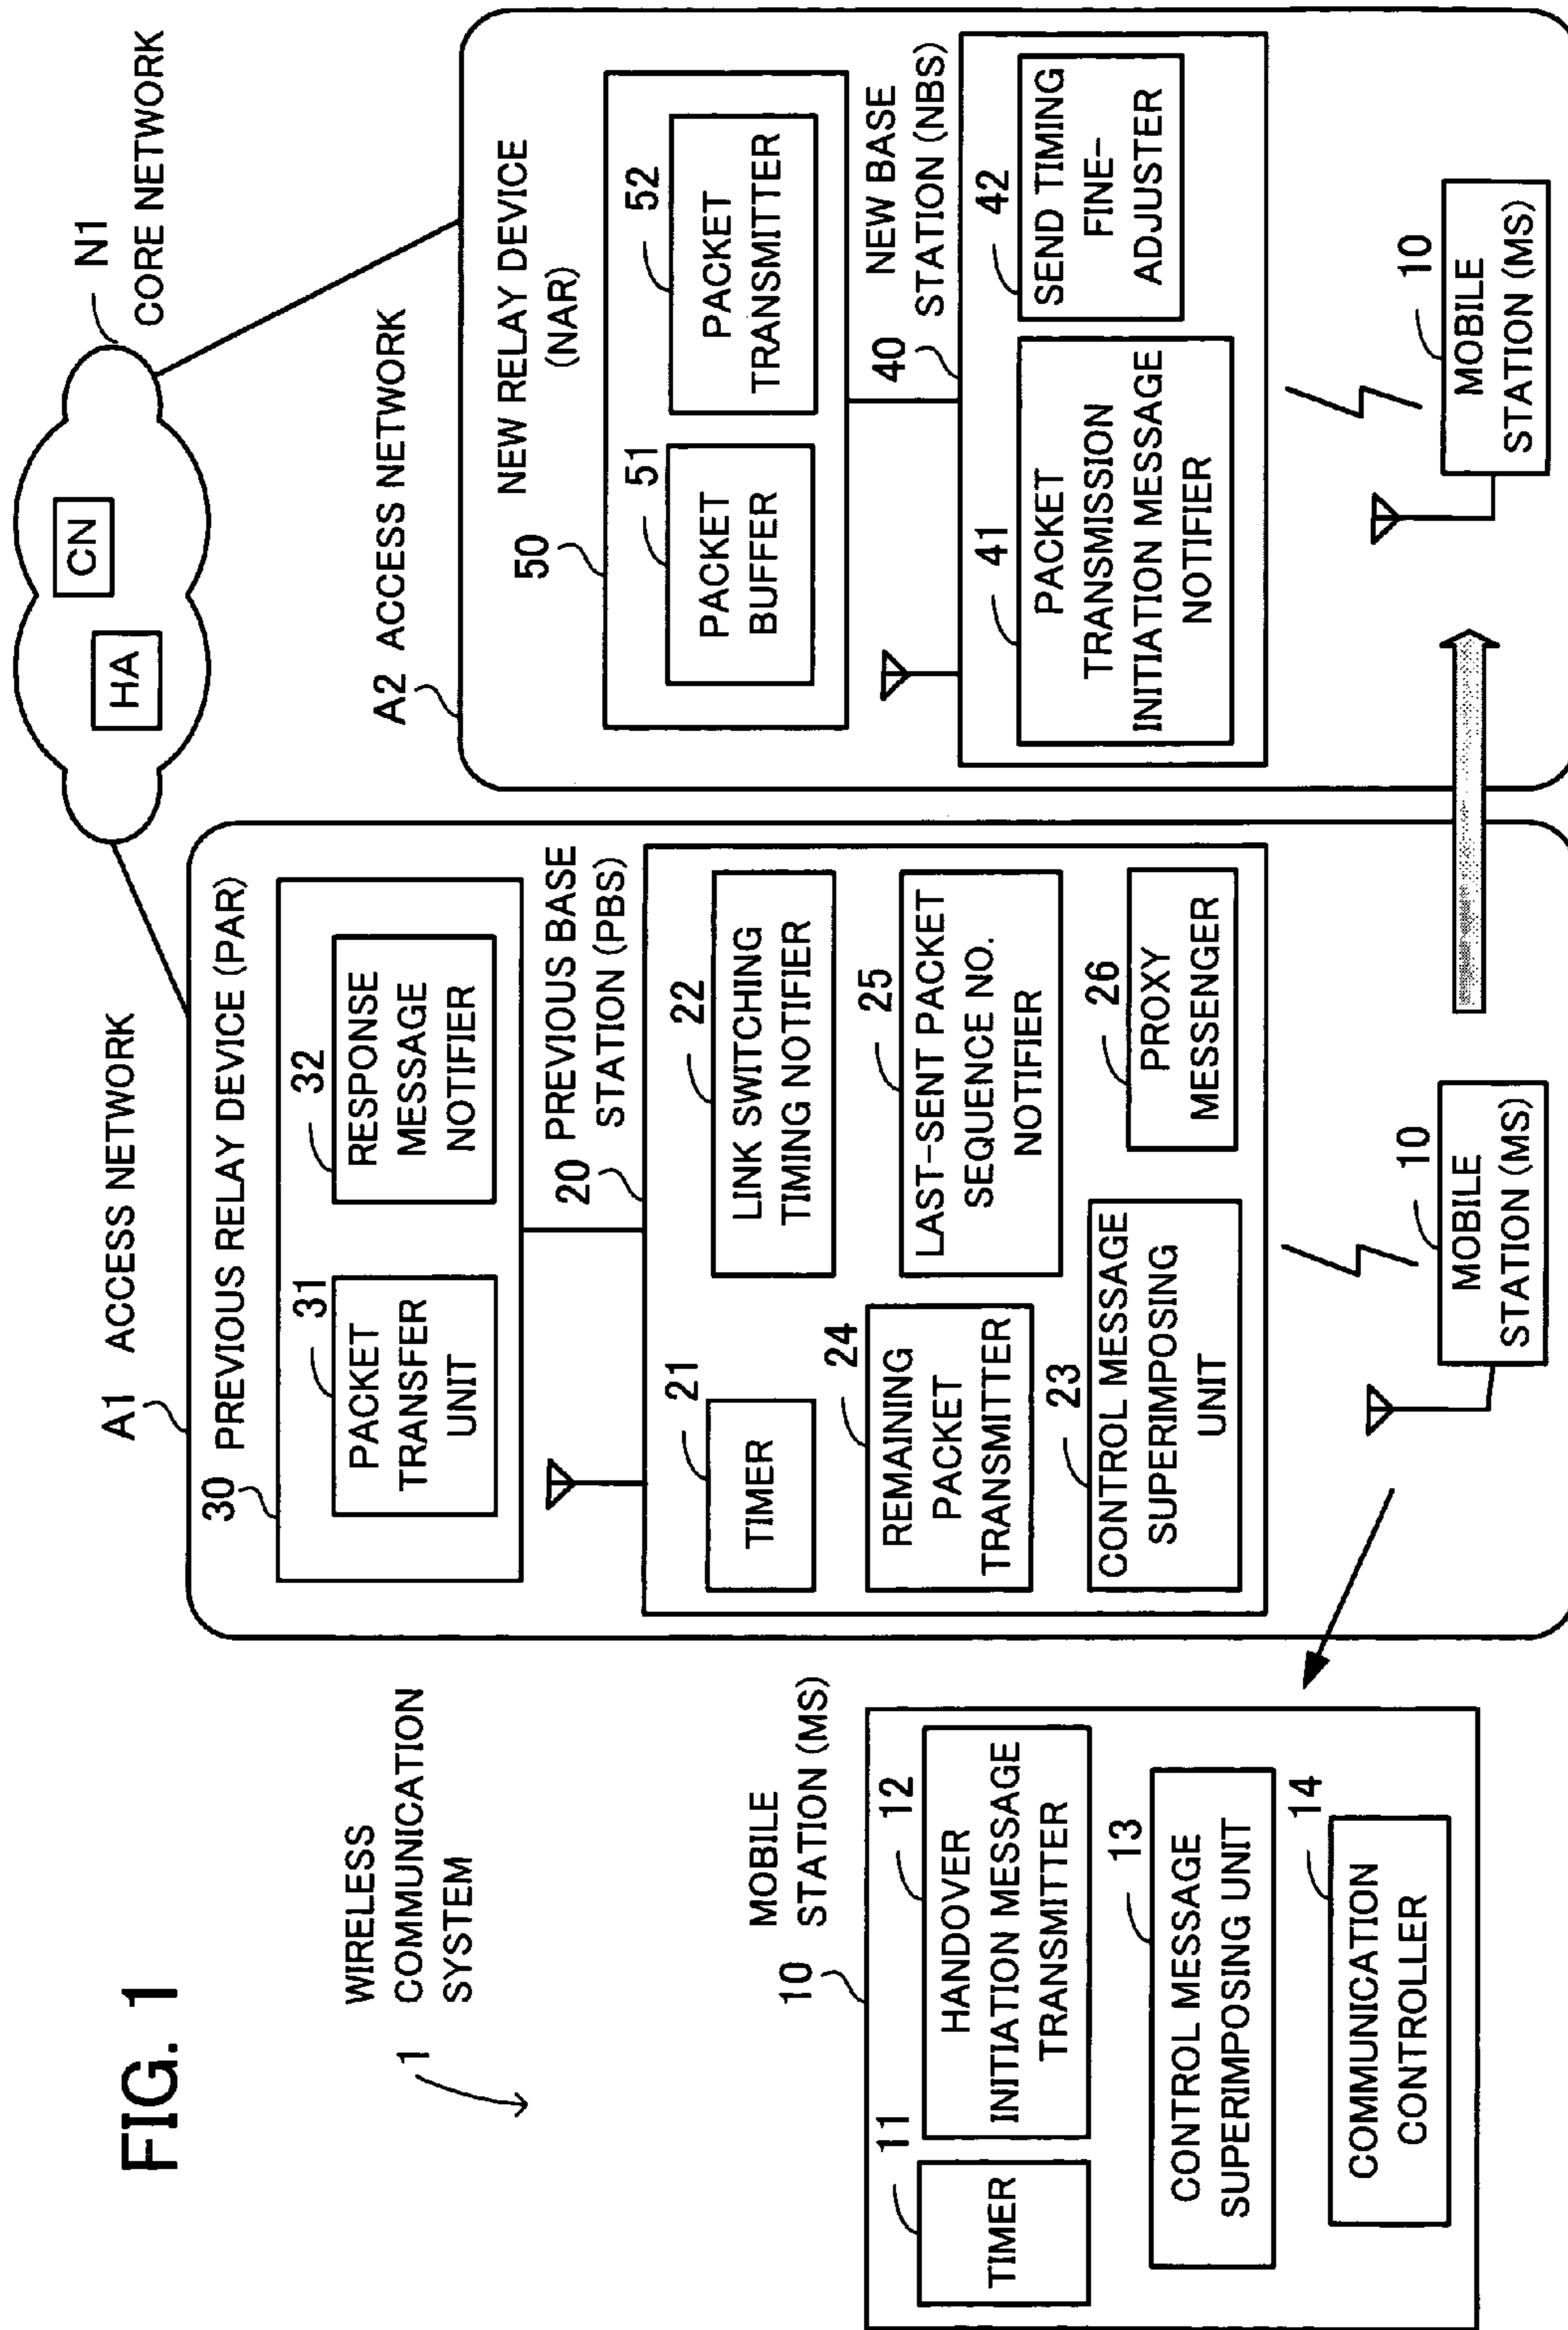 FIG. 1
WIRELESS
COMMUNICATION
SYSTEM
1
N1
CORE NETWORK
HA
CN
A1 ACCESS NETWORK
30 PREVIOUS RELAY DEVICE (PAR)
31
PACKET
TRANSFER
UNIT
32
RESPONSE
MESSAGE
NOTIFIER
20 PREVIOUS BASE
STATION (PBS)
21
TIMER
22
LINK SWITCHING
TIMING NOTIFIER
24
REMAINING
PACKET
TRANSMITTER
25
LAST-SENT PACKET
SEQUENCE NO.
NOTIFIER
23
CONTROL MESSAGE
SUPERIMPOSING
UNIT
26
PROXY
MESSENGER
10
MOBILE
STATION (MS)
A2 ACCESS NETWORK
50
NEW RELAY DEVICE
(NAR)
51
PACKET
BUFFER
52
PACKET
TRANSMITTER
40
NEW BASE
STATION (NBS)
41
PACKET
TRANSMISSION
INITIATION MESSAGE
NOTIFIER
42
SEND TIMING
FINE-
ADJUSTER
10
MOBILE
STATION (MS)
MOBILE
STATION (MS)
10
11
TIMER
12
HANDOVER
INITIATION MESSAGE
TRANSMITTER
13
CONTROL MESSAGE
SUPERIMPOSING UNIT
14
COMMUNICATION
CONTROLLER